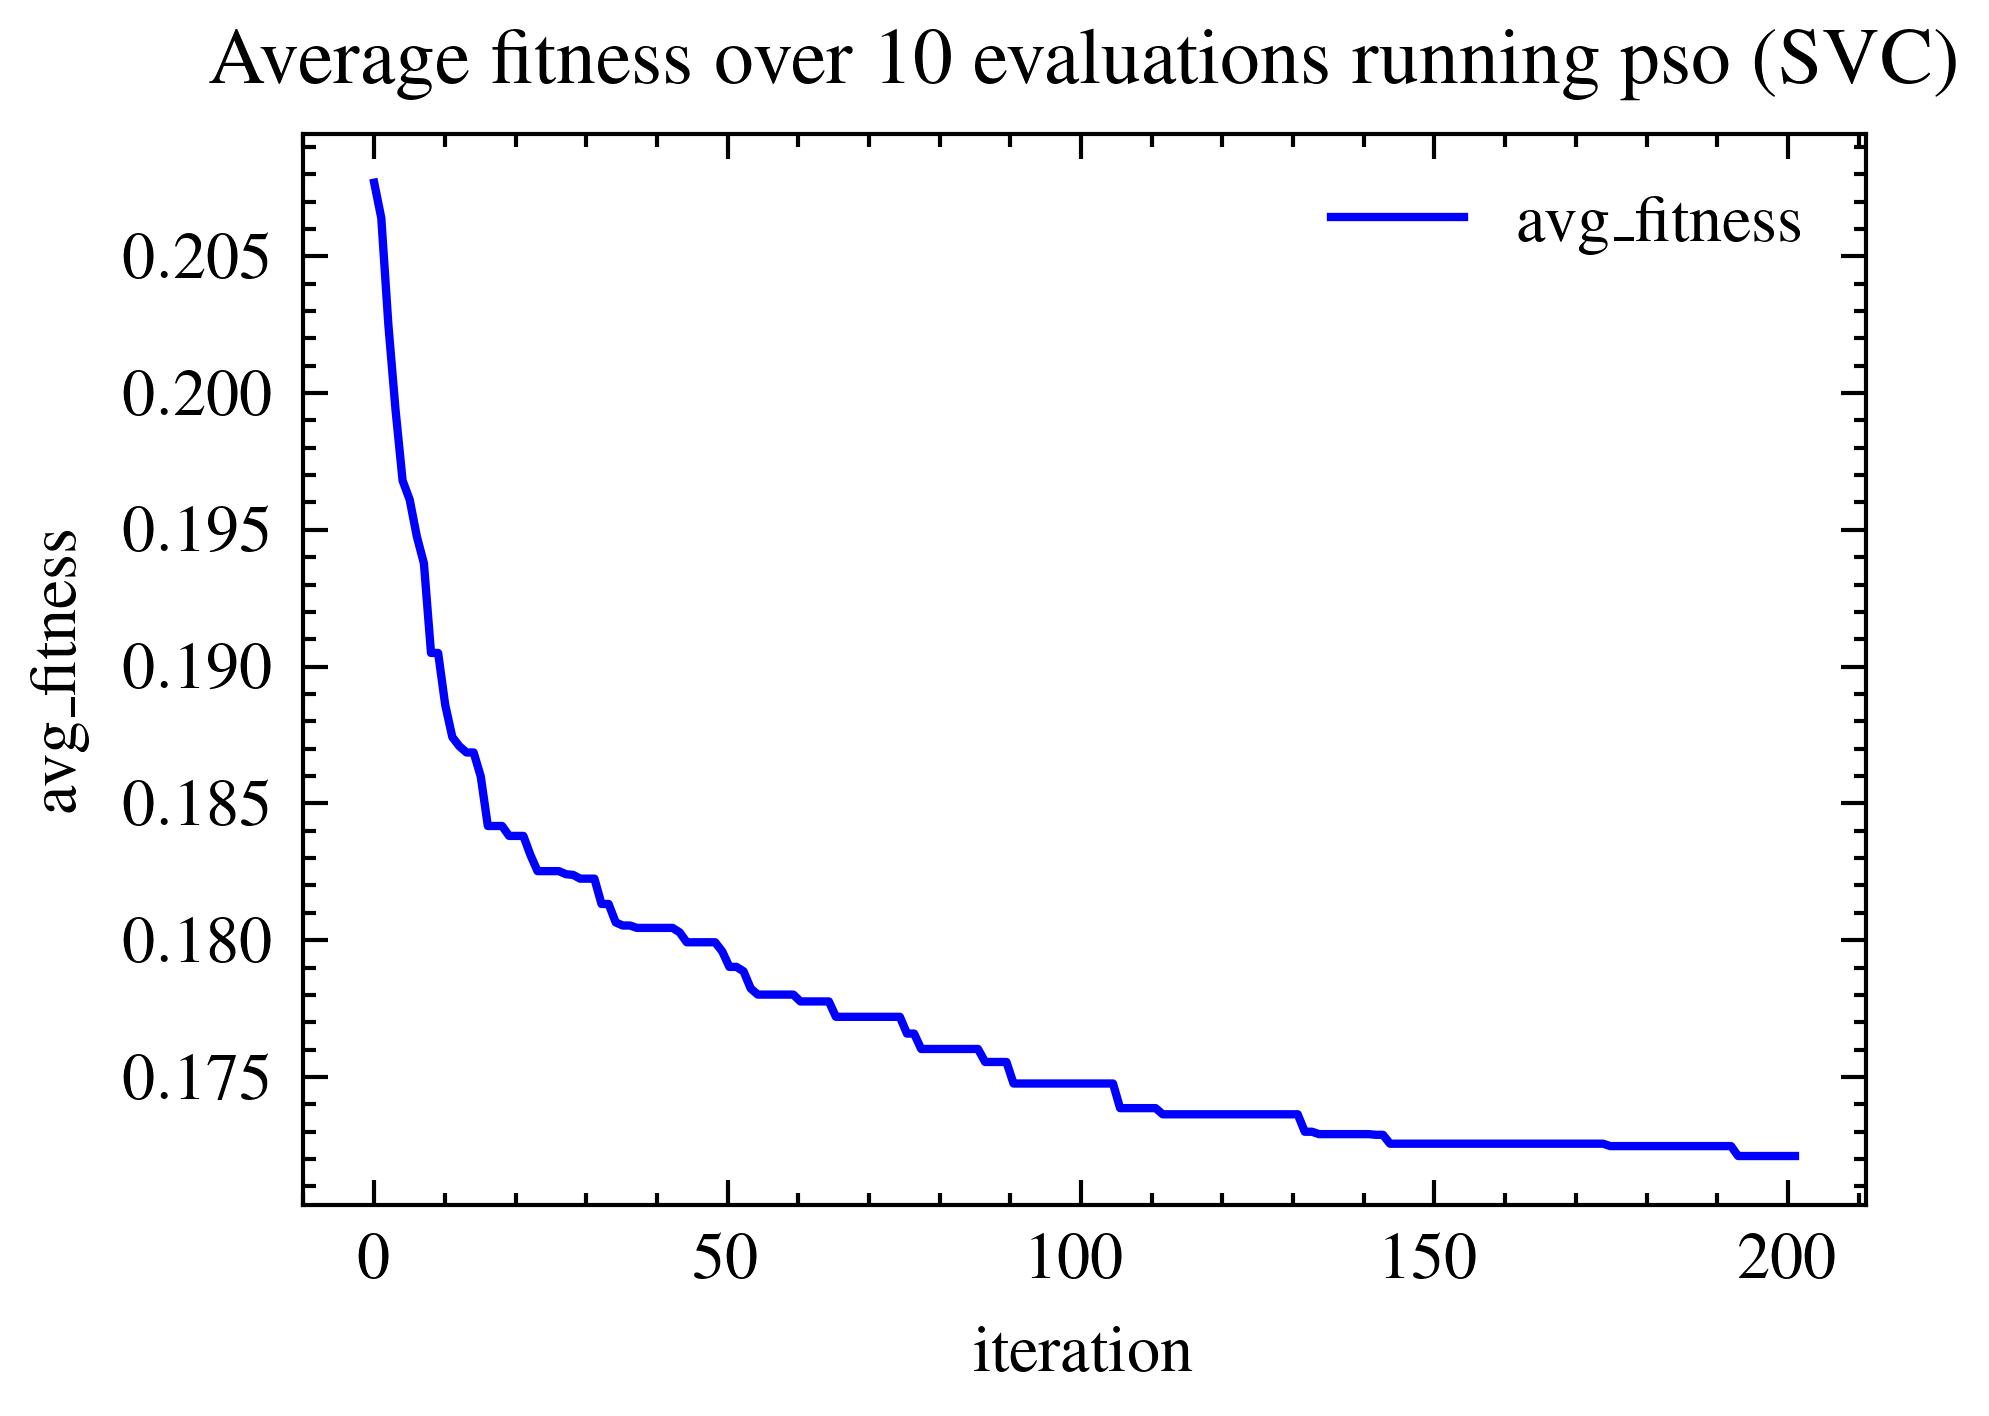 Average fitness over 10 evaluations running pso (SVC)
avg_fitness
0.205
0.200
0.195
0.190
0.185
0.180
0.175
avg_fitness
0 50 100 150 200
iteration